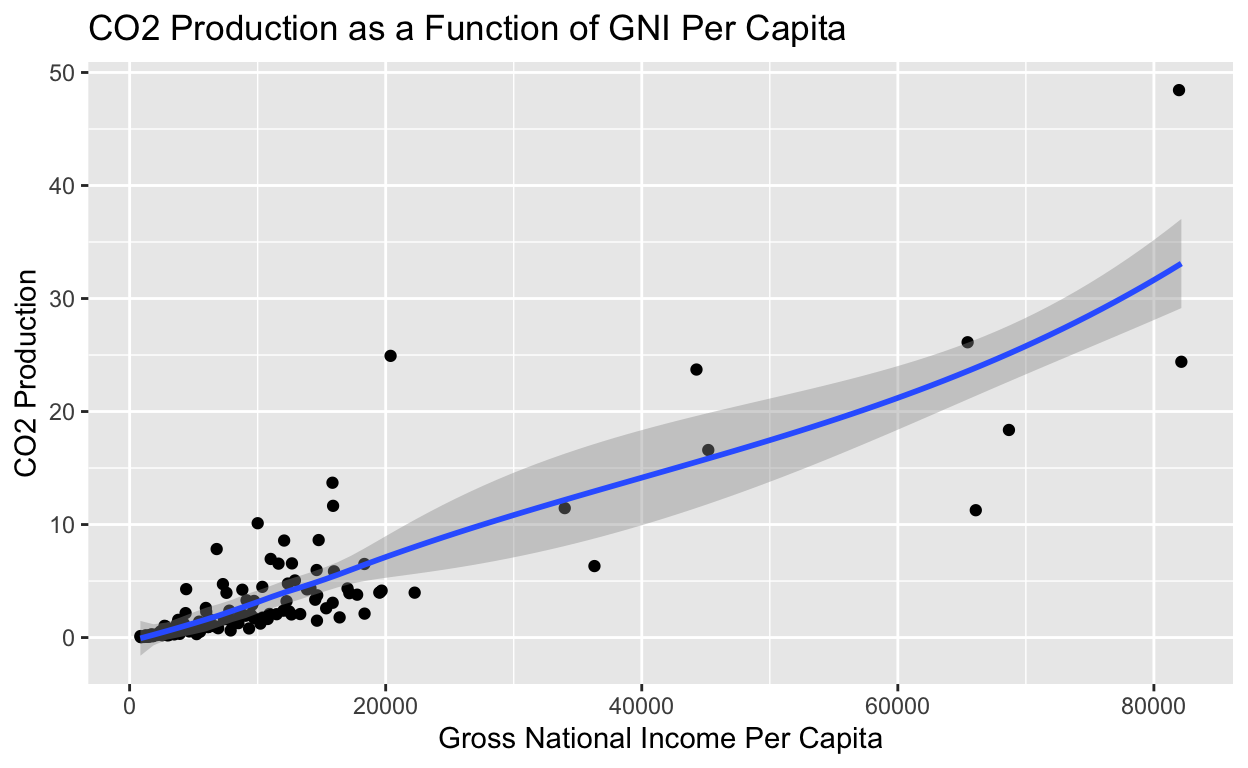 CO2 Production as a Function of GNI Per Capita
50
40
30
20
10
0
CO2 Production
0 20000 40000 60000 80000
Gross National Income Per Capita